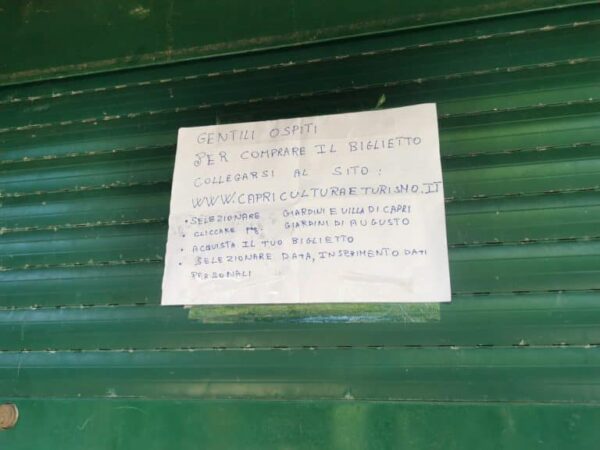 GENTILI OSPITI
PER COMPRARE IL BIGLIETTO
COLLEGARSI AL SITO:
WWW.CAPRICULTURAETURISMO.IT
• SELEZIONARE GIARDINI E VILLA DI CAPRI
• CLICCARE GIARDINI DI AUGUSTO
• ACQUISTA IL TUO BIGLIETTO
• SELEZIONARE DATA, INSERIMENTO DATI
PERSONALI